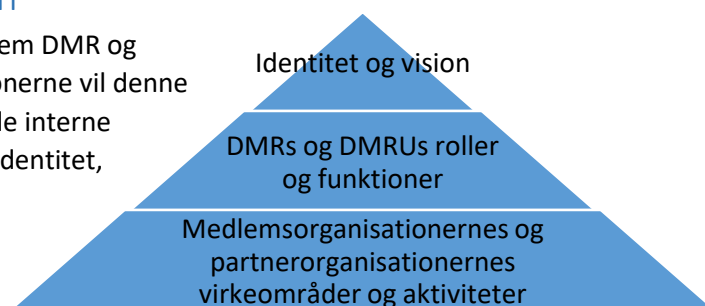 em DMR og
onerne vil denne
le interne
dentitet,
Identitet og vision
DMRs og DMRUs roller
og funktioner
Medlemsorganisationernes og
partnerorganisationernes
virkeområder og aktiviteter